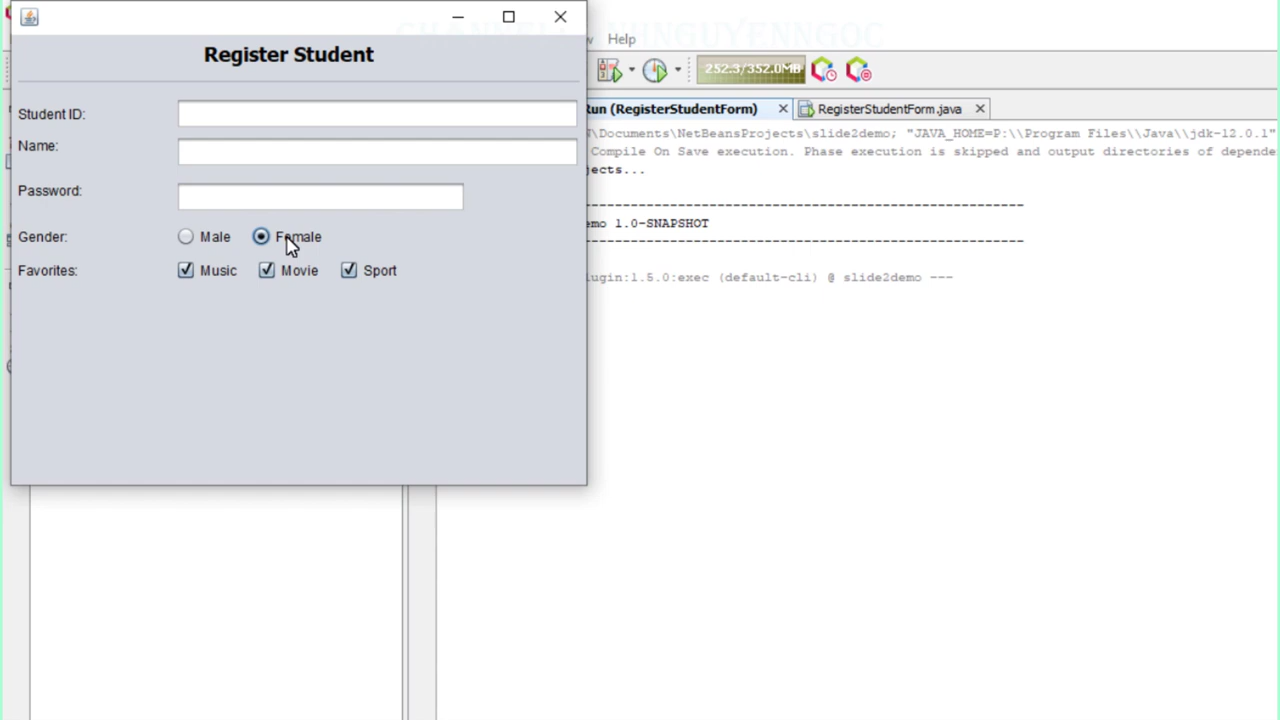 Register Student
Student ID:
Name:
Password:
Gender:
Male
Female
Favorites:
Music
Movie
Sport
Help
252.3/352.0MB
Run (RegisterStudentForm)
RegisterStudentForm.java
\Documents\NetBeansProjects\slide2demo; "JAVA_HOME=P:\\Program Files\\Java\\jdk-12.0.1"
Compile On Save execution. Phase execution is skipped and output directories of depende
jects...
------------------------------------------------
emo 1.0-SNAPSHOT
------------------------------------------------
lugin:1.5.0:exec (default-cli) @ slide2demo ---